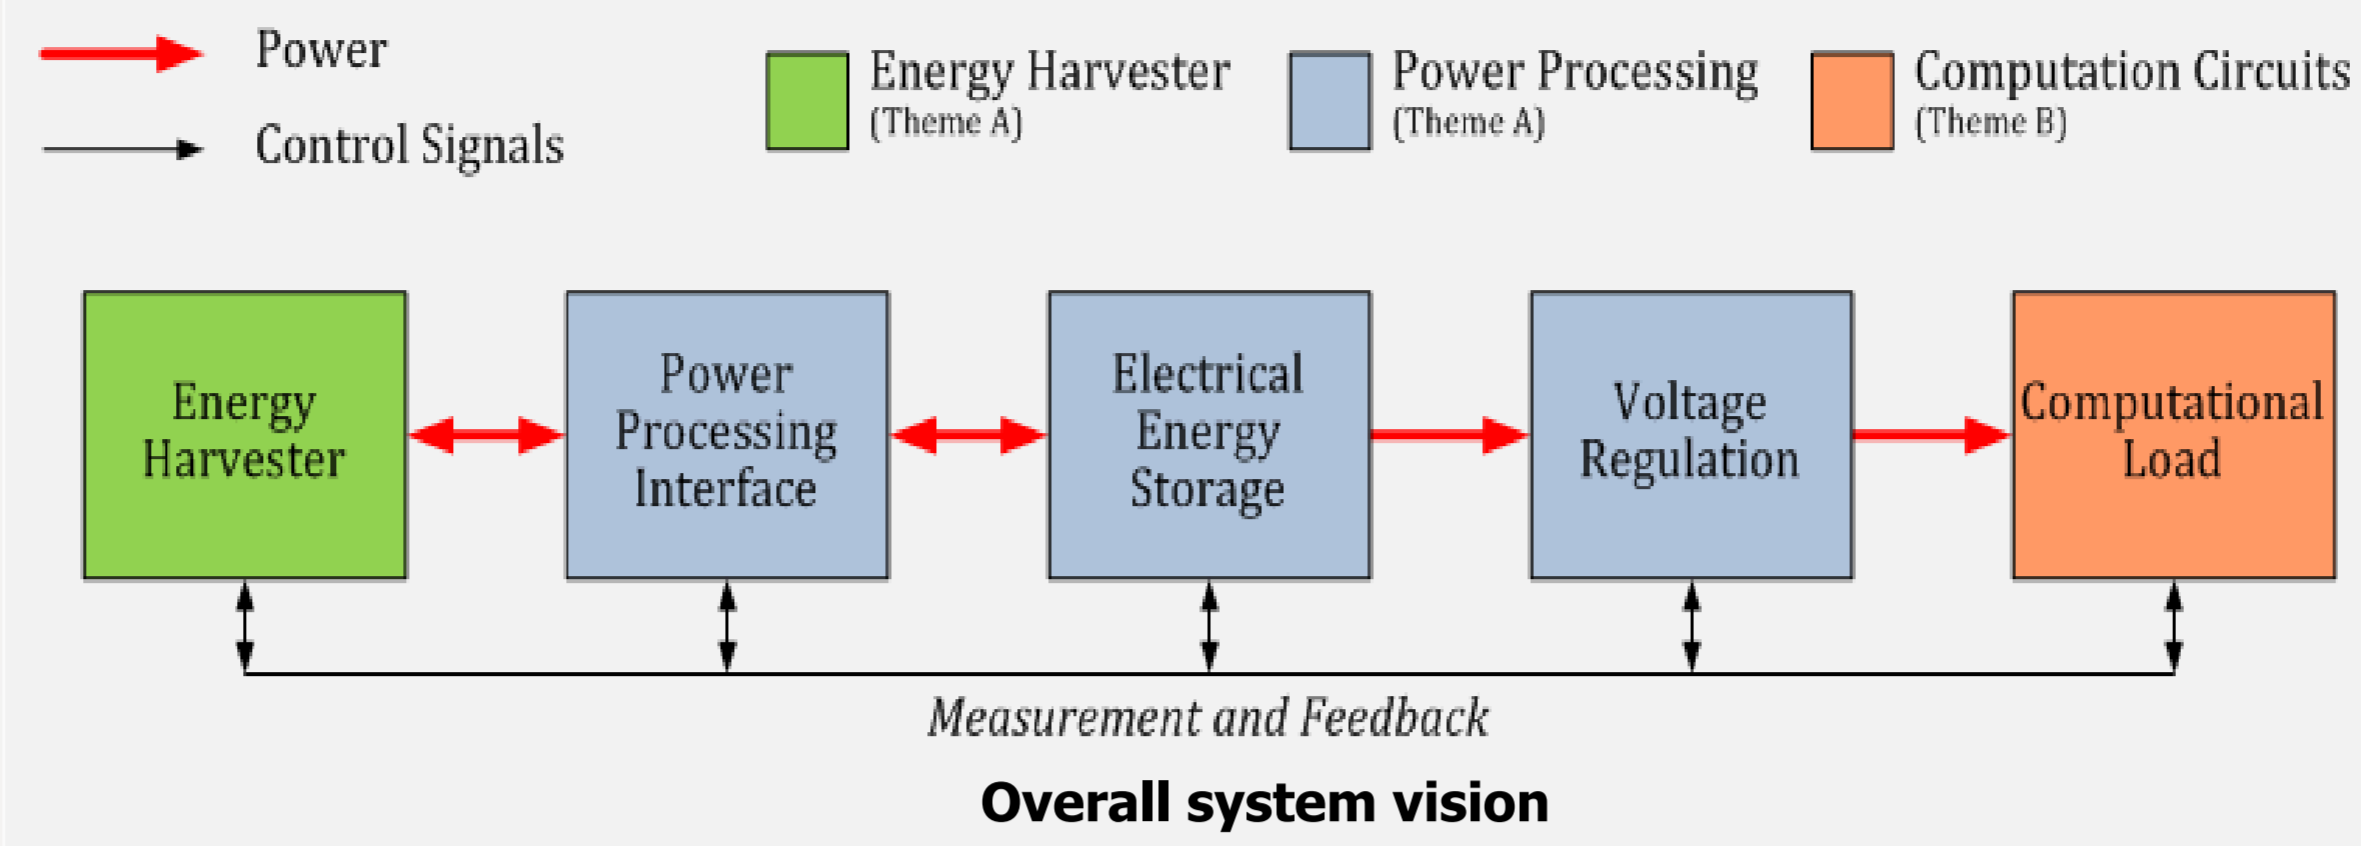 Power
Control Signals
Energy Harvester
(Theme A)
Power Processing
(Theme A)
Computation Circuits
(Theme B)
Energy
Harvester
Power
Processing
Interface
Electrical
Energy
Storage
Voltage
Regulation
Computational
Load
Measurement and Feedback
Overall system vision